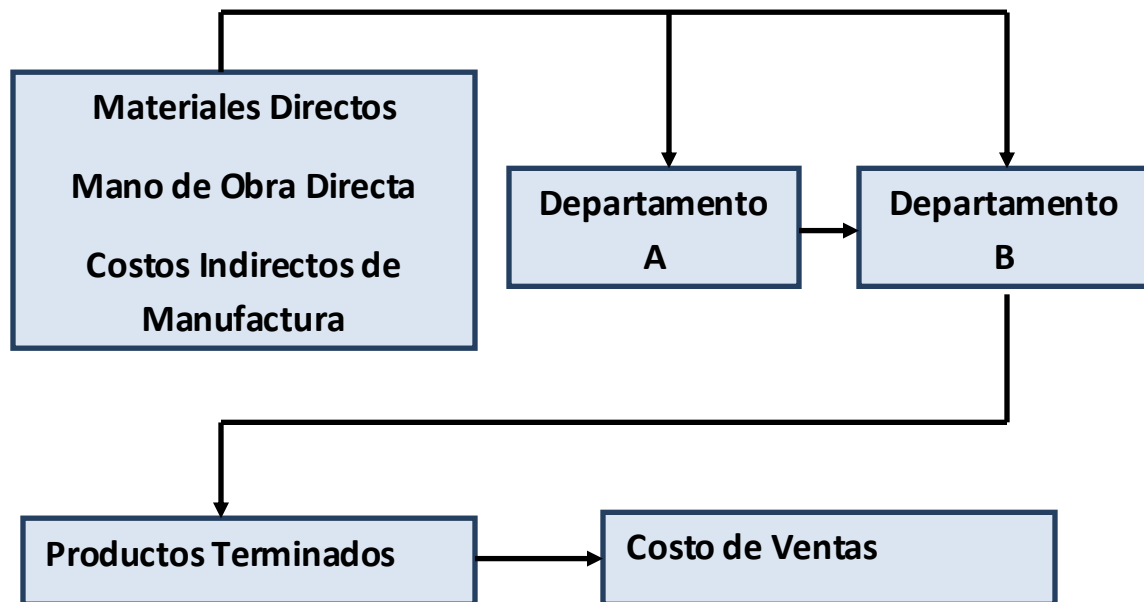 Materiales Directos
Mano de Obra Directa
Costos Indirectos de
Manufactura
Departamento
A
Departamento
B
Productos Terminados
Costo de Ventas